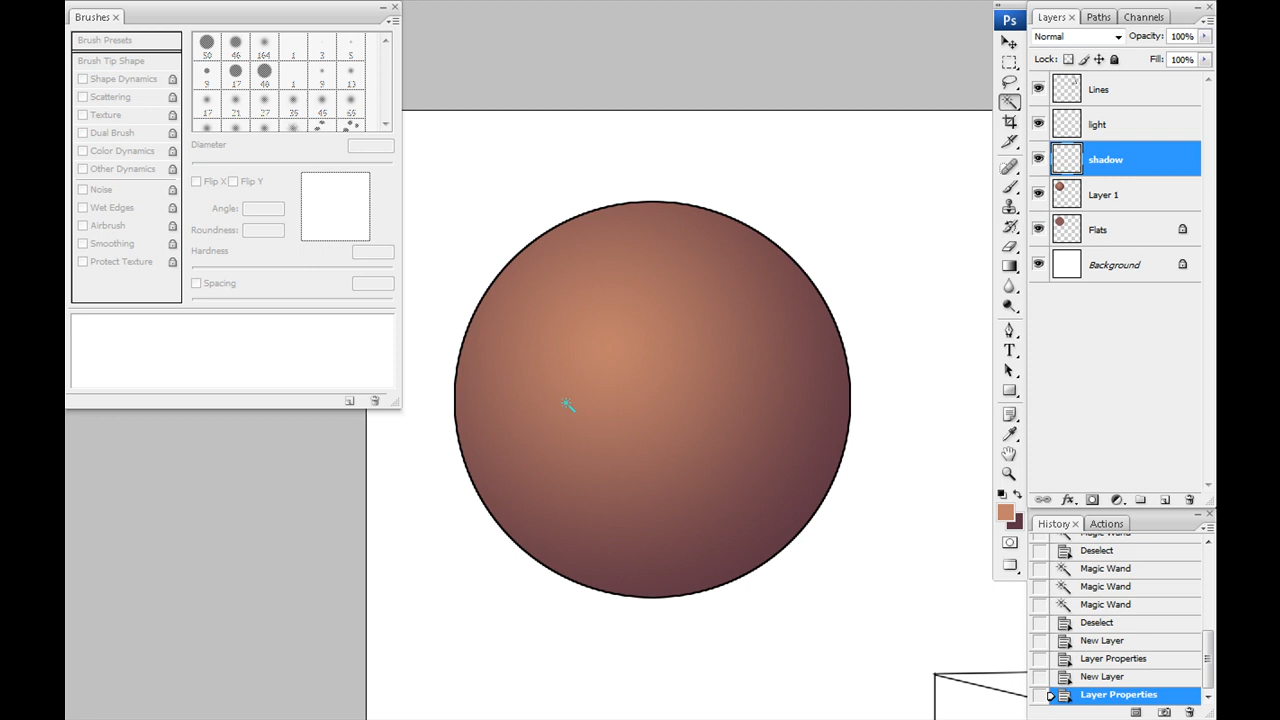 Brushes ×
Brush Presets
Brush Tip Shape
Shape Dynamics
Scattering
Texture
Dual Brush
Color Dynamics
Other Dynamics
Noise
Wet Edges
Airbrush
Smoothing
Protect Texture
50 46 164 1 3 5
9 17 48 1 9 13
17 21 27 35 45 65
Diameter
Flip X Flip Y
Angle:
Roundness:
Hardness
Spacing
Ps
T
Layers × Paths Channels
Normal Opacity: 100%
Lock: Fill: 100%
Lines
light
shadow
Layer 1
Flats
Background
fx
History × Actions
Magic Wand
Deselect
Magic Wand
Magic Wand
Magic Wand
Deselect
New Layer
Layer Properties
New Layer
Layer Properties